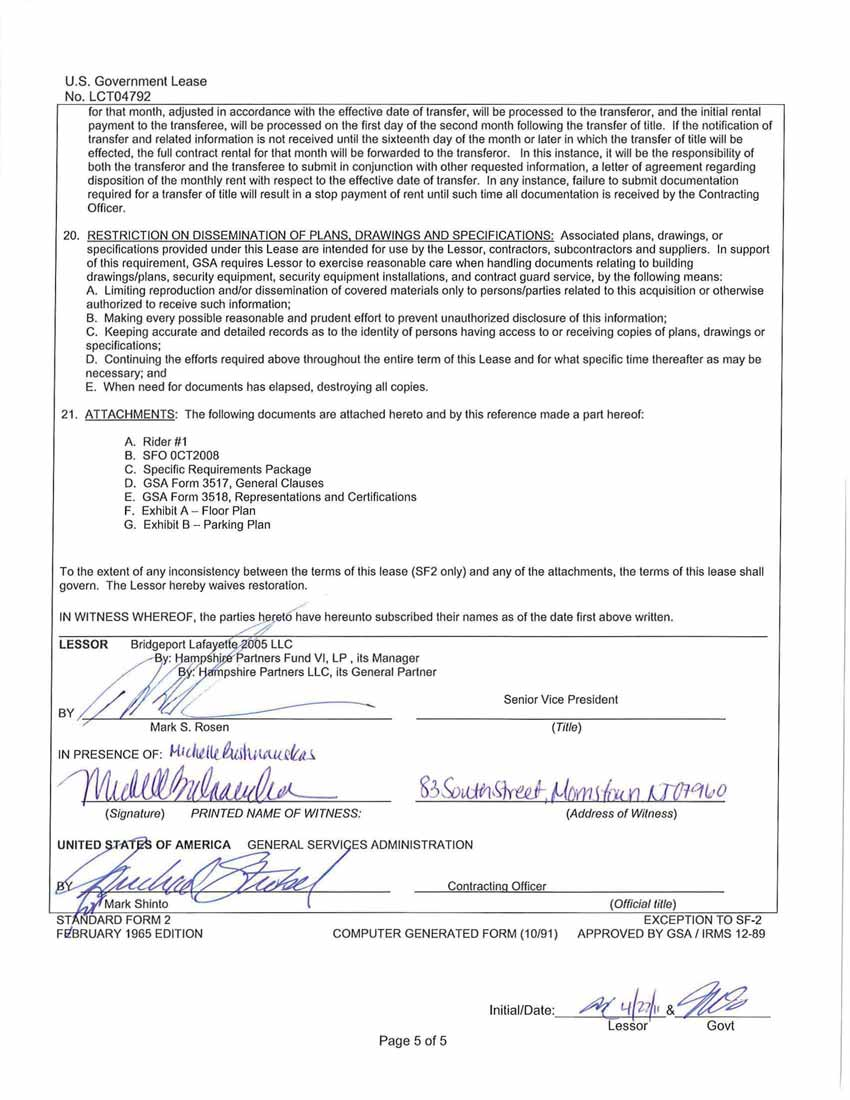 U.S. Government Lease
No. LCT04792
for that month, adjusted in accordance with the effective date of transfer, will be processed to the transferor, and the initial rental
payment to the transferee, will be processed on the first day of the second month following the transfer of title. If the notification of
transfer and related information is not received until the sixteenth day of the month or later in which the transfer of title will be
effected, the full contract rental for that month will be forwarded to the transferor. In this instance, it will be the responsibility of
both the transferor and the transferee to submit in conjunction with other requested information, a letter of agreement regarding
disposition of the monthly rent with respect to the effective date of transfer. In any instance, failure to submit documentation
required for a transfer of title will result in a stop payment of rent until such time all documentation is received by the Contracting
Officer.
20. RESTRICTION ON DISSEMINATION OF PLANS, DRAWINGS AND SPECIFICATIONS: Associated plans, drawings, or
specifications provided under this Lease are intended for use by the Lessor, contractors, subcontractors and suppliers. In support
of this requirement, GSA requires Lessor to exercise reasonable care when handling documents relating to building
drawings/plans, security equipment, security equipment installations, and contract guard service, by the following means:
A. Limiting reproduction and/or dissemination of covered materials only to persons/parties related to this acquisition or otherwise
authorized to receive such information;
B. Making every possible reasonable and prudent effort to prevent unauthorized disclosure of this information;
C. Keeping accurate and detailed records as to the identity of persons having access to or receiving copies of plans, drawings or
specifications;
D. Continuing the efforts required above throughout the entire term of this Lease and for what specific time thereafter as may be
necessary; and
E. When need for documents has elapsed, destroying all copies.
21. ATTACHMENTS: The following documents are attached hereto and by this reference made a part hereof:
A. Rider #1
B. SFO 0CT2008
C. Specific Requirements Package
D. GSA Form 3517, General Clauses
E. GSA Form 3518, Representations and Certifications
F. Exhibit A – Floor Plan
G. Exhibit B – Parking Plan
To the extent of any inconsistency between the terms of this lease (SF2 only) and any of the attachments, the terms of this lease shall
govern. The Lessor hereby waives restoration.
IN WITNESS WHEREOF, the parties hereto have hereunto subscribed their names as of the date first above written.
LESSOR Bridgeport Lafayette 2005 LLC
By: Hampshire Partners Fund VI, LP , its Manager
By: Hampshire Partners LLC, its General Partner
Senior Vice President
BY
Mark S. Rosen (Title)
IN PRESENCE OF: Michelle
83 South Street, Morristown NJ 07960
(Signature) PRINTED NAME OF WITNESS: (Address of Witness)
UNITED STATES OF AMERICA GENERAL SERVICES ADMINISTRATION
BY Contracting Officer
Mark Shinto (Official title)
STANDARD FORM 2 EXCEPTION TO SF-2
FEBRUARY 1965 EDITION COMPUTER GENERATED FORM (10/91) APPROVED BY GSA / IRMS 12-89
Initial/Date: 4/27/11 &
Lessor Govt
Page 5 of 5